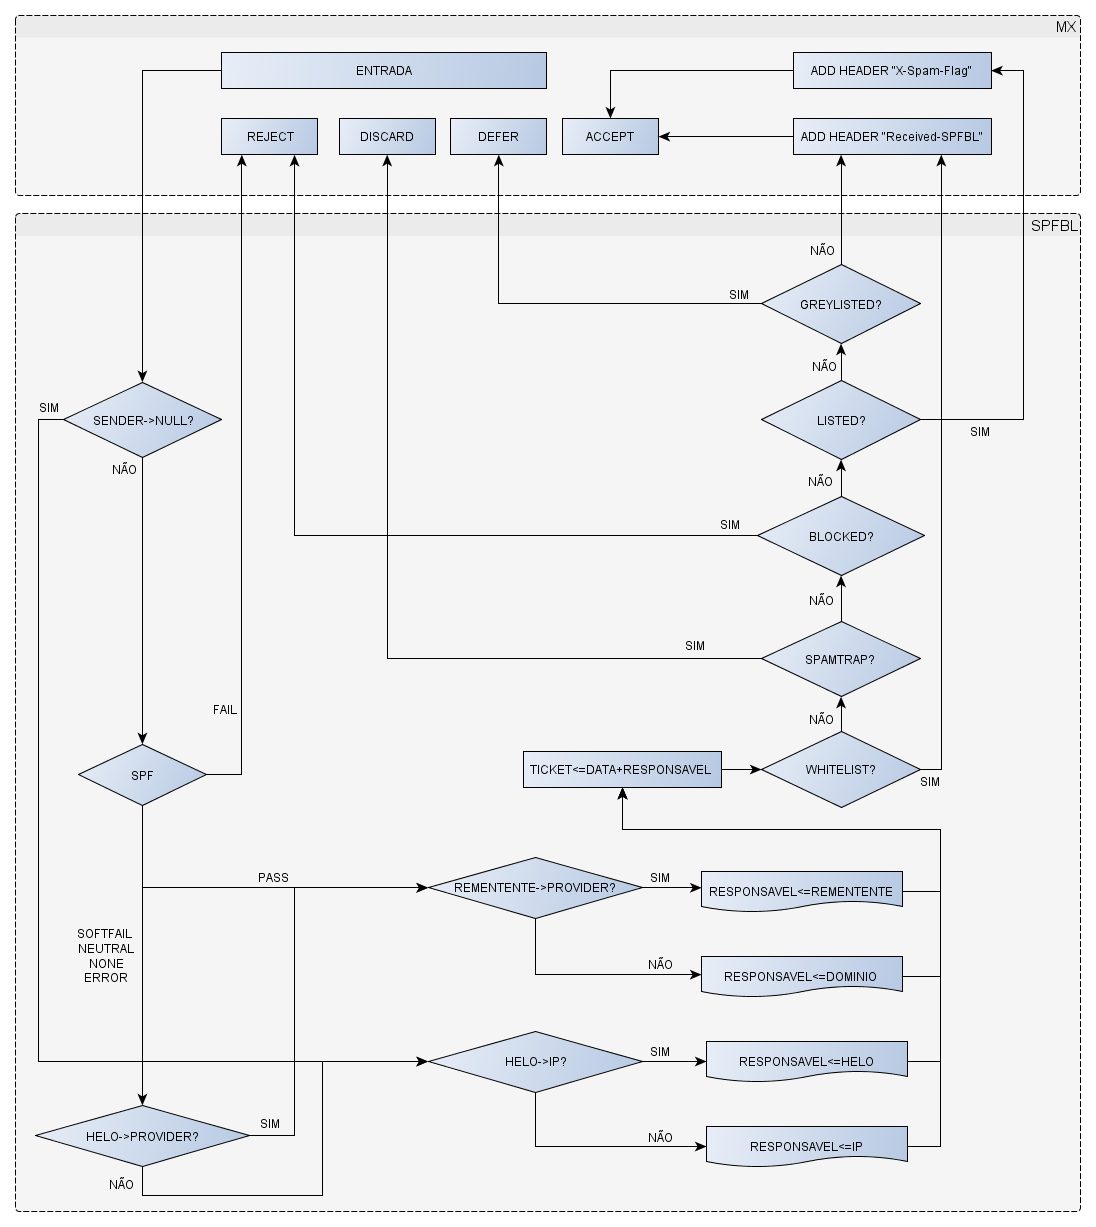 MX
ENTRADA
ADD HEADER "X-Spam-Flag"
REJECT
DISCARD
DEFER
ACCEPT
ADD HEADER "Received-SPFBL"
SPFBL
NÃO
SIM
GREYLISTED?
NÃO
SIM
SENDER->NULL?
LISTED?
SIM
NÃO
NÃO
SIM
BLOCKED?
NÃO
SIM
SPAMTRAP?
FAIL
NÃO
SPF
TICKET<=DATA+RESPONSAVEL
WHITELIST?
SIM
PASS
REMENTENTE->PROVIDER?
SIM
RESPONSAVEL<=REMENTENTE
SOFTFAIL
NEUTRAL
NONE
ERROR
NÃO
RESPONSAVEL<=DOMINIO
HELO->IP?
SIM
RESPONSAVEL<=HELO
HELO->PROVIDER?
SIM
NÃO
RESPONSAVEL<=IP
NÃO